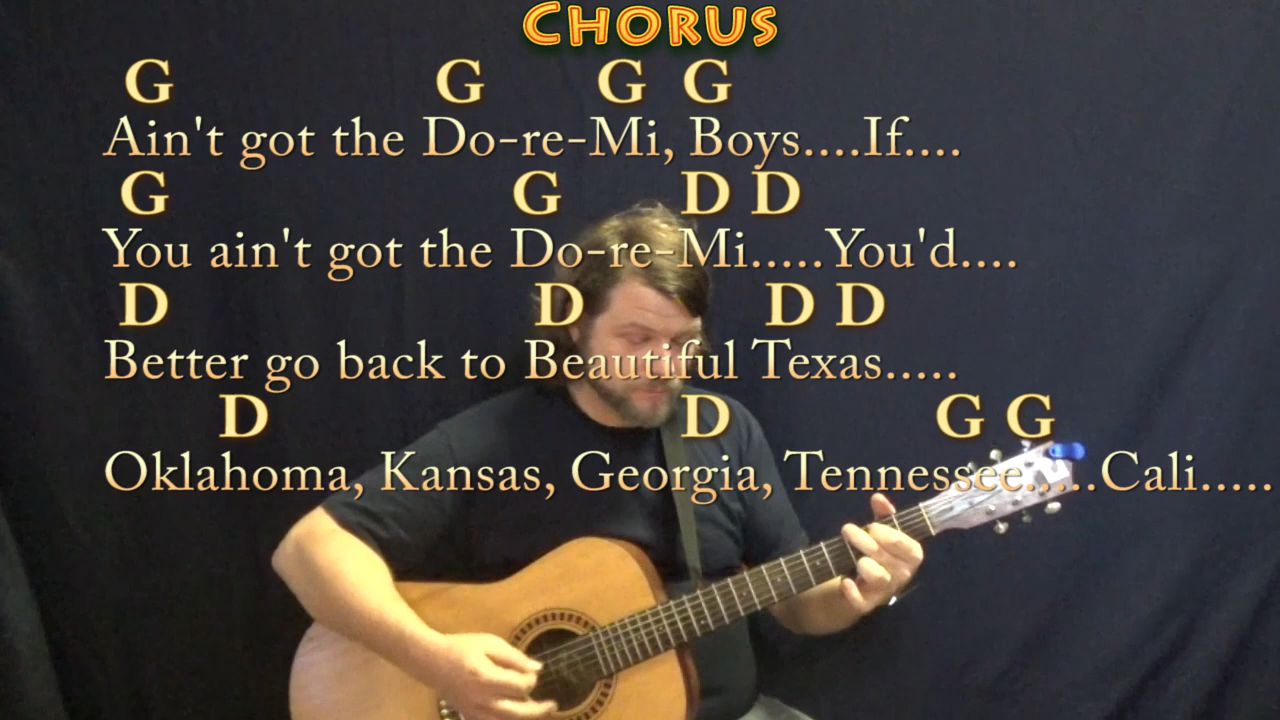 CHORUS
G G G G
Ain't got the Do-re-Mi, Boys....If....
G G D D
You ain't got the Do-re-Mi.....You'd....
D D D D
Better go back to Beautiful Texas.....
D D G G
Oklahoma, Kansas, Georgia, Tennessee.....Cali.....